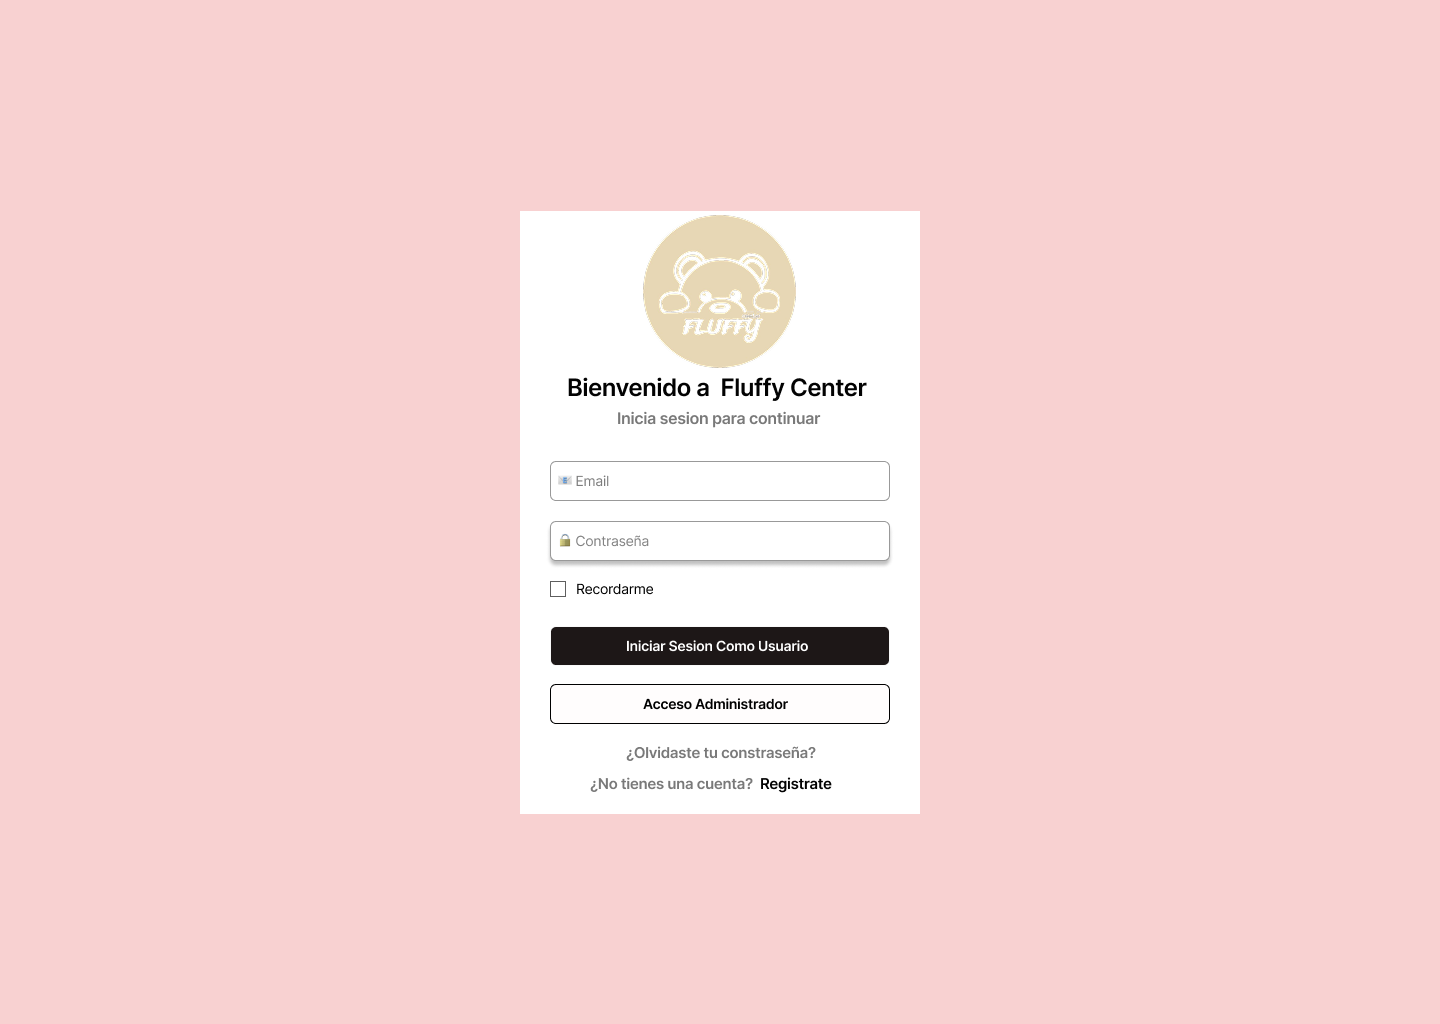 FLUFFY
Bienvenido a  Fluffy Center
Inicia sesion para continuar
📧 Email
🔒 Contraseña
Recordarme
Iniciar Sesion Como Usuario
Acceso Administrador
¿Olvidaste tu constraseña?
¿No tienes una cuenta?  Registrate